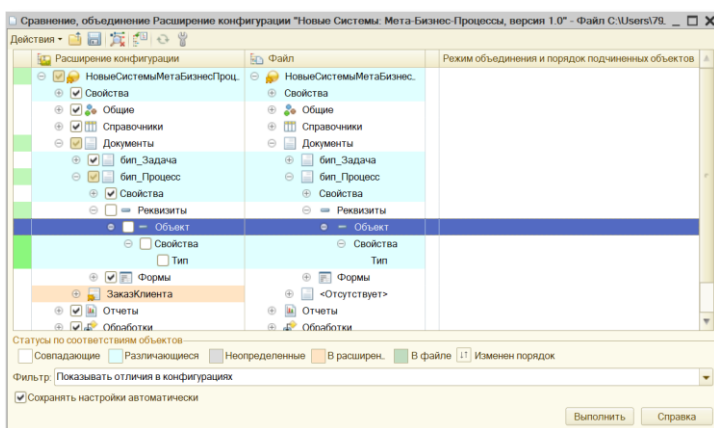 Сравнение, объединение Расширение конфигурации "Новые Системы: Мета-Бизнес-Процессы, версия 1.0" - Файл C:\Users\79.
Действия
Расширение конфигурации Файл Режим объединения и порядок подчиненных объектов
НовыеСистемыМетаБизнесПроц. НовыеСистемыМетаБизнес..
Свойства Свойства
Общие Общие
Справочники Справочники
Документы Документы
бип_Задача бип_Задача
бип_Процесс бип_Процесс
Свойства Свойства
Реквизиты Реквизиты
Объект Объект
Свойства Свойства
Тип Тип
Формы Формы
ЗаказКлиента <Отсутствует>
Отчеты Отчеты
Обработки Обработки
Статусы по соответствиям объектов
Совпадающие Различающиеся Неопределенные В расширен.. В файле Изменен порядок
Фильтр: Показывать отличия в конфигурациях
Сохранять настройки автоматически
Выполнить Справка